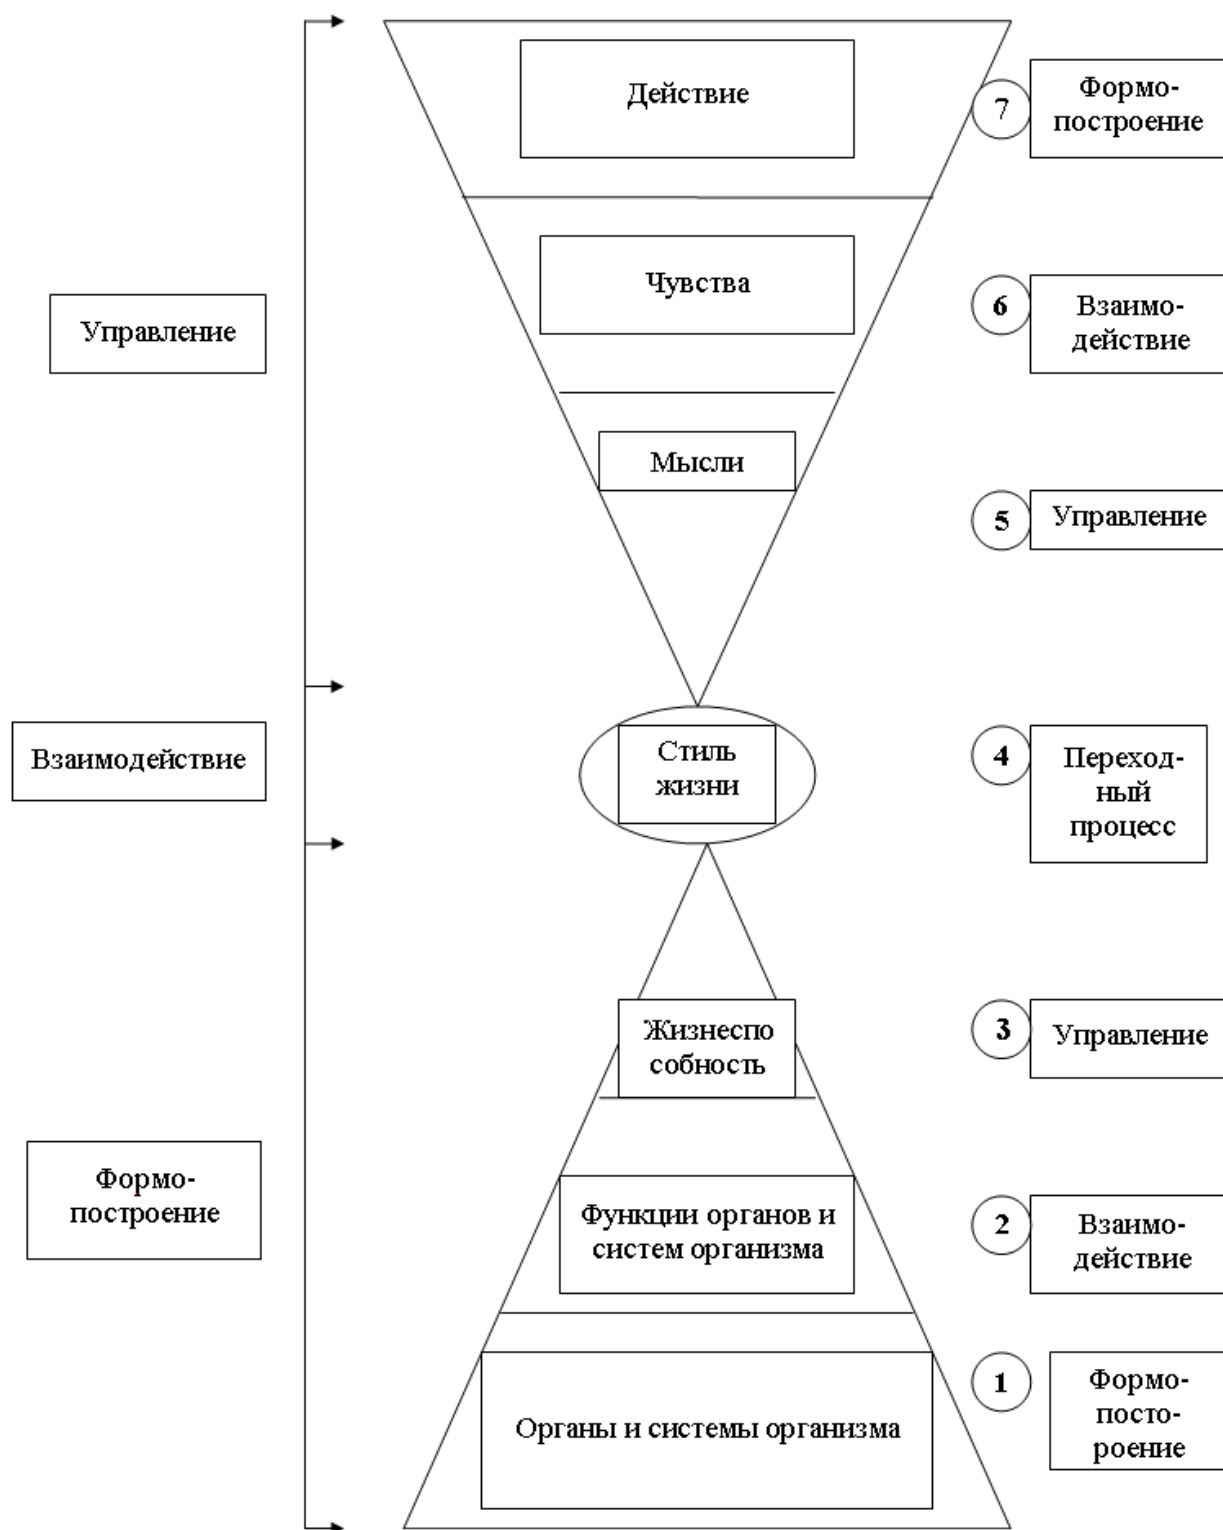 Действие
7
Формо-
построение
Чувства
6
Взаимо-
действие
Управление
Мысли
5
Управление
Взаимодействие
Стиль
жизни
4
Переход-
ный
процесс
Жизнеспо
собность
3
Управление
Формо-
построение
Функции органов и
систем организма
2
Взаимо-
действие
Органы и системы организма
1
Формо-
посто-
роение